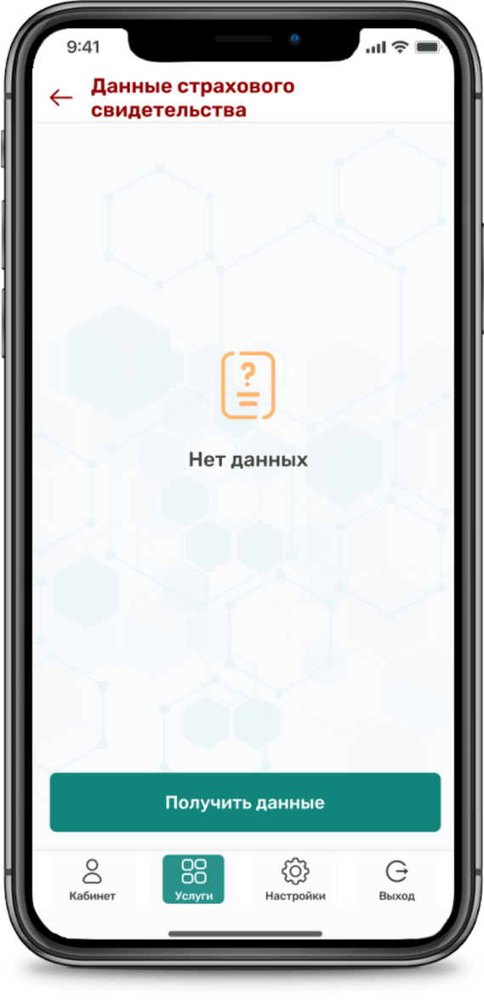 9:41
Данные страхового
свидетельства
?
Нет данных
Получить данные
Кабинет
Услуги
Настройки
Выход